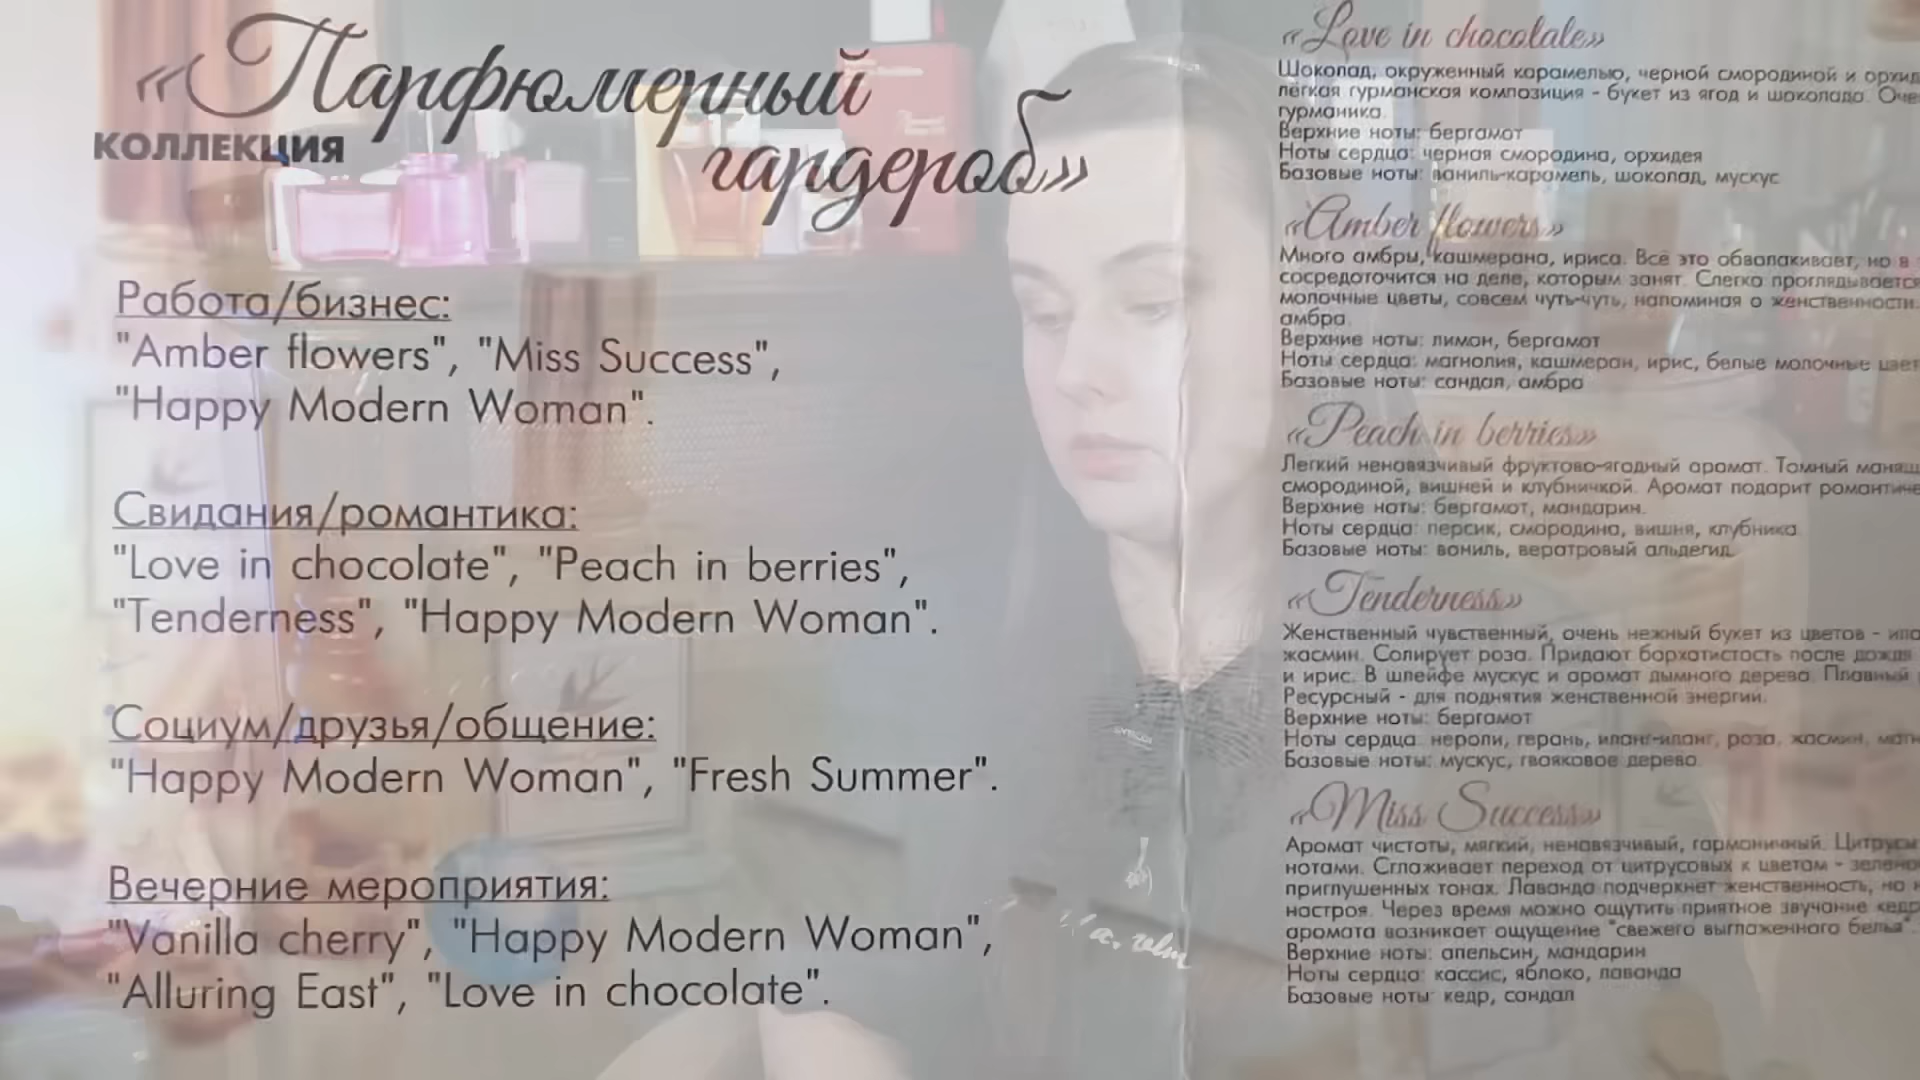 «Парфюмерный
КОЛЛЕКЦИЯ
гардероб»
Работа/бизнес:
"Amber flowers", "Miss Success",
"Happy Modern Woman".
Свидания/романтика:
"Love in chocolate", "Peach in berries",
"Tenderness", "Happy Modern Woman".
Социум/друзья/общение:
"Happy Modern Woman", "Fresh Summer".
Вечерние мероприятия:
"Vanilla cherry", "Happy Modern Woman",
"Alluring East", "Love in chocolate".
«Love in chocolate»
Шоколад, окруженный карамелью, черной смородиной и
легкая гурманская композиция - букет из ягод и шоколада.
гурманика.
Верхние ноты: бергамот
Ноты сердца: черная смородина, орхидея
Базовые ноты: ваниль-карамель, шоколад, мускус
«Amber flowers»
Много амбры, кашмерана, ириса. Всё это обволакивает, но в
сосредоточится на деле, которым занят. Слегка проглядывается
молочные цветы, совсем чуть-чуть, напоминая о женственности.
амбра.
Верхние ноты: лимон, бергамот
Ноты сердца: магнолия, кашмеран, ирис, белые молочные
Базовые ноты: сандал, амбра
«Peach in berries»
Легкий ненавязчивый фруктово-ягодный аромат. Томный
смородиной, вишней и клубничкой. Аромат подарит
Верхние ноты: бергамот, мандарин.
Ноты сердца: персик, смородина, вишня, клубника.
Базовые ноты: ваниль, вератровый альдегид.
«Tenderness»
Женственный чувственный, очень нежный букет из цветов -
жасмин. Солирует роза. Придают бархатистость после дождя
и ирис. В шлейфе мускус и аромат дымного дерева. Плавный
Ресурсный - для поднятия женственной энергии.
Верхние ноты: бергамот
Ноты сердца: нероли, герань, иланг-иланг, роза, жасмин,
Базовые ноты: мускус, гваяковое дерево
«Miss Success»
Аромат чистоты, мягкий, ненавязчивый, гармоничный. Цитрусы
нотами. Сглаживает переход от цитрусовых к цветам -
приглушенных тонах. Лаванда подчеркнет женственность, но
настроя. Через время можно ощутить приятное звучание
аромата возникает ощущение "свежего выглаженного белья".
Верхние ноты: апельсин, мандарин
Ноты сердца: кассис, яблоко, лаванда
Базовые ноты: кедр, сандал